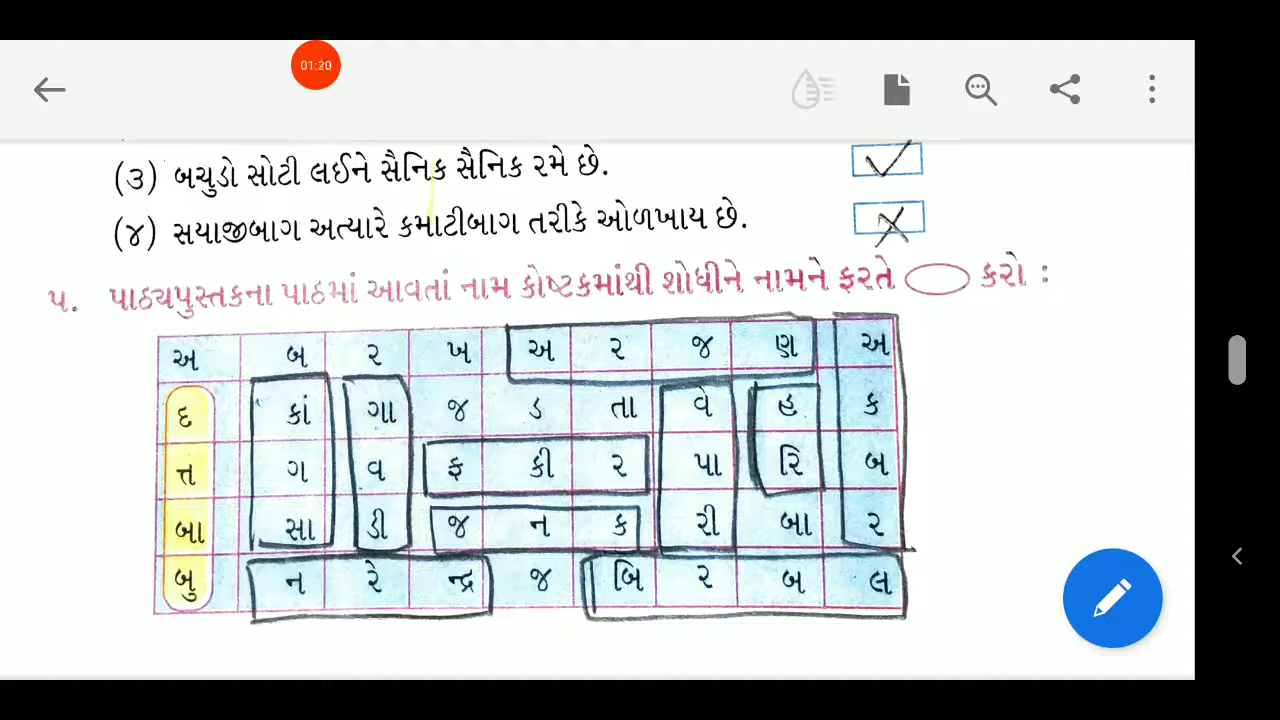 01:20
(૩) બચુડો સોટી લઈને સૈનિક સૈનિક રમે છે.
(૪) સયાજીબાગ અત્યારે કમાટીબાગ તરીકે ઓળખાય છે.
૫. પાઠ્યપુસ્તકના પાઠમાં આવતાં નામ કોષ્ટકમાંથી શોધીને નામને ફરતે કરો :
અ બ ર ખ અ ર જ ણ અ
દ કાં ગા જ ડ તા વે હ ક
ત્ત ગ વ ફ કી ર પા રિ બ
બા સા ડી જ ન ક રી બા ર
બુ ન રે ન્દ્ર જ બિ ર બ લ